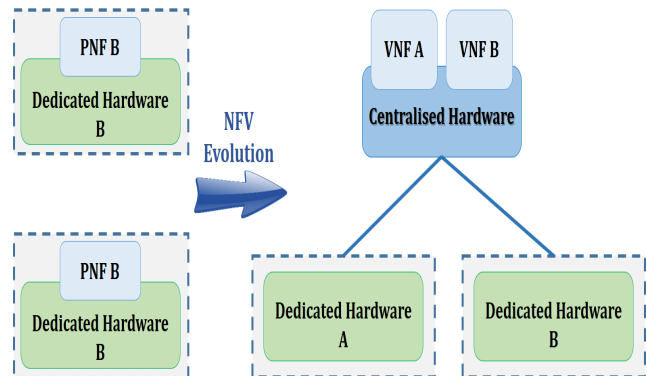 PNF B
Dedicated Hardware
B
NFV
Evolution
PNF B
Dedicated Hardware
B
VNF A
VNF B
Centralised Hardware
Dedicated Hardware
A
Dedicated Hardware
B